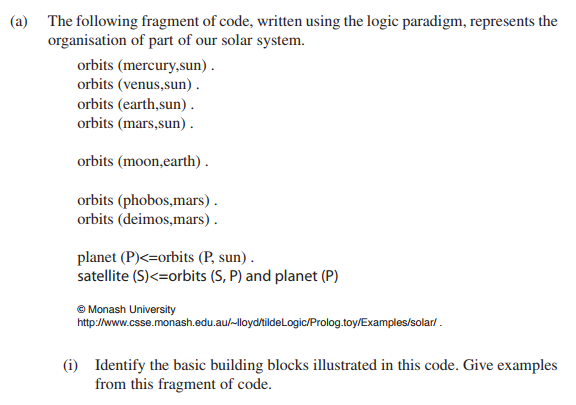 (a) The following fragment of code, written using the logic paradigm, represents the
organisation of part of our solar system.
orbits (mercury,sun) .
orbits (venus,sun) .
orbits (earth,sun) .
orbits (mars,sun) .
orbits (moon,earth) .
orbits (phobos,mars) .
orbits (deimos,mars) .
planet (P)<=orbits (P, sun) .
satellite (S)<=orbits (S, P) and planet (P)
© Monash University
http://www.csse.monash.edu.au/~lloyd/tildeLogic/Prolog.toy/Examples/solar/ .
(i) Identify the basic building blocks illustrated in this code. Give examples
from this fragment of code.